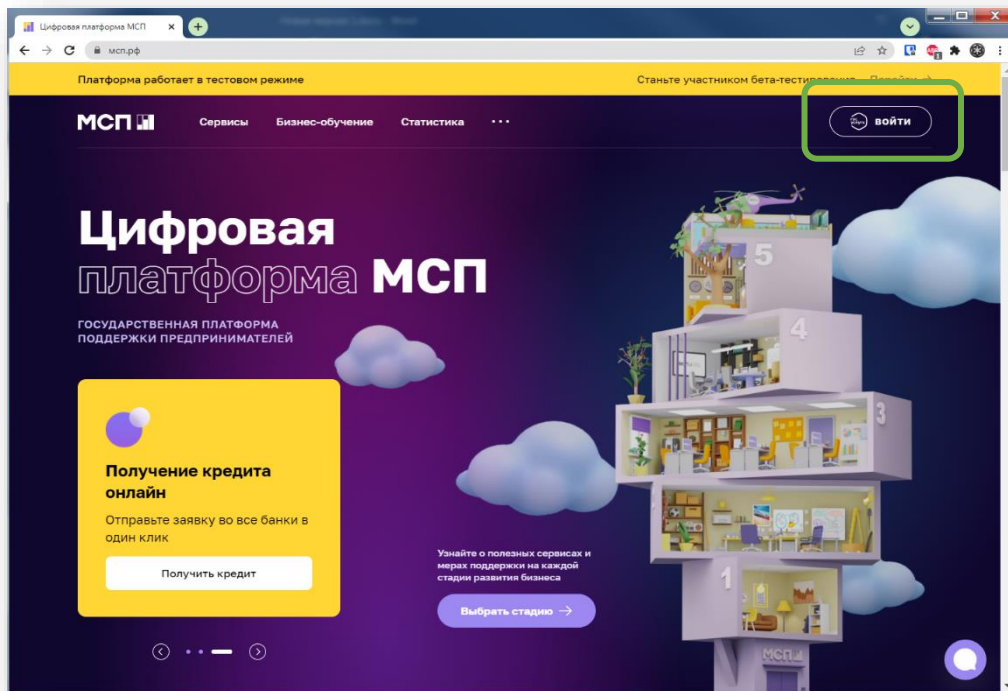 Цифровая платформа МСП
мсп.рф
Платформа работает в тестовом режиме
Станьте участником бета-тестирования Перейти →
МСП
Сервисы Бизнес-обучение Статистика ...
ВОЙТИ
Цифровая
платформа МСП
ГОСУДАРСТВЕННАЯ ПЛАТФОРМА
ПОДДЕРЖКИ ПРЕДПРИНИМАТЕЛЕЙ
Получение кредита
онлайн
Отправьте заявку во все банки в
один клик
Получить кредит
Узнайте о полезных сервисах и
мерах поддержки на каждой
стадии развития бизнеса
Выбрать стадию →
5
4
3
1
МСП